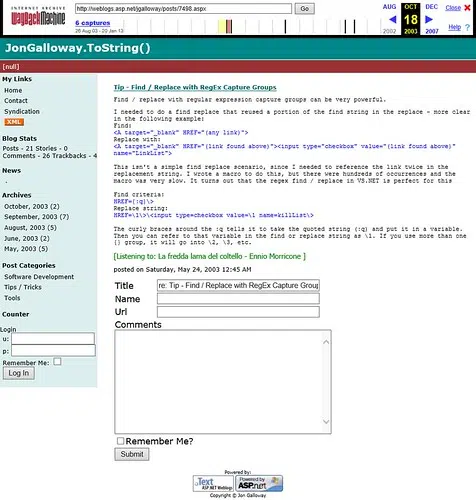 INTERNET ARCHIVE
WayBackMachine
http://weblogs.asp.net/jgalloway/posts/7498.aspx
Go
6 captures
26 Aug 03 - 20 Jan 13
AUG OCT DEC
18
2002 2003 2007
Close
Help
JonGalloway.ToString()
[null]
My Links
Home
Contact
Syndication
XML
Blog Stats
Posts - 21 Stories - 0
Comments - 26 Trackbacks - 4
News
-
Archives
October, 2003 (2)
September, 2003 (7)
August, 2003 (5)
June, 2003 (2)
May, 2003 (5)
Post Categories
Software Development
Tips / Tricks
Tools
Counter
Login
u:
p:
Remember Me:
Log In
Tip - Find / Replace with RegEx Capture Groups
Find / replace with regular expression capture groups can be very powerful.
I needed to do a find replace that reused a portion of the find string in the replace - more clear
in the following example:
Find:
<A target="_blank" HREF="{any link}">
Replace with:
<A target="_blank" HREF="{link found above}"><input type="checkbox" value="{link found above}"
name="LinkList">
This isn't a simple find replace scenario, since I needed to reference the link twice in the
replacement string. I wrote a macro to do this, but there were hundreds of occurrences and the
macro was very slow. It turns out that the regex find / replace in VS.NET is perfect for this
Find criteria:
HREF={:q}\>
Replace string:
HREF=\1\>\<input type=checkbox value=\1 name=killList\>
The curly braces around the :q tells it to take the quoted string (:q) and put it in a variable.
Then you can refer to that variable in the find or replace string as \1. If you use more than one
{} group, it will go into \2, \3, etc.
[Listening to: La fredda lama del coltello - Ennio Morricone ]
posted on Saturday, May 24, 2003 12:45 AM
Title re: Tip - Find / Replace with RegEx Capture Group
Name
Url
Comments
Remember Me?
Submit
Powered by:
.Text
ASP.NET Weblogs
Powered by
ASP.net
Copyright © Jon Galloway